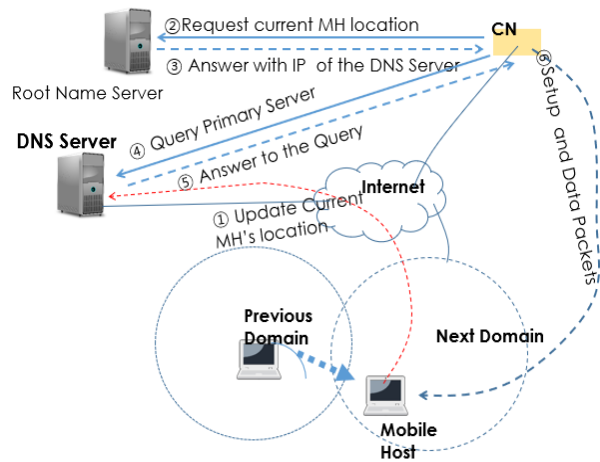 ②Request current MH location
CN
③ Answer with IP of the DNS Server
Root Name Server
⑥Setup and Data Packets
④ Query Primary Server
DNS Server
⑤ Answer to the Query
Internet
① Update Current
MH's location
Previous
Domain
Next Domain
Mobile
Host